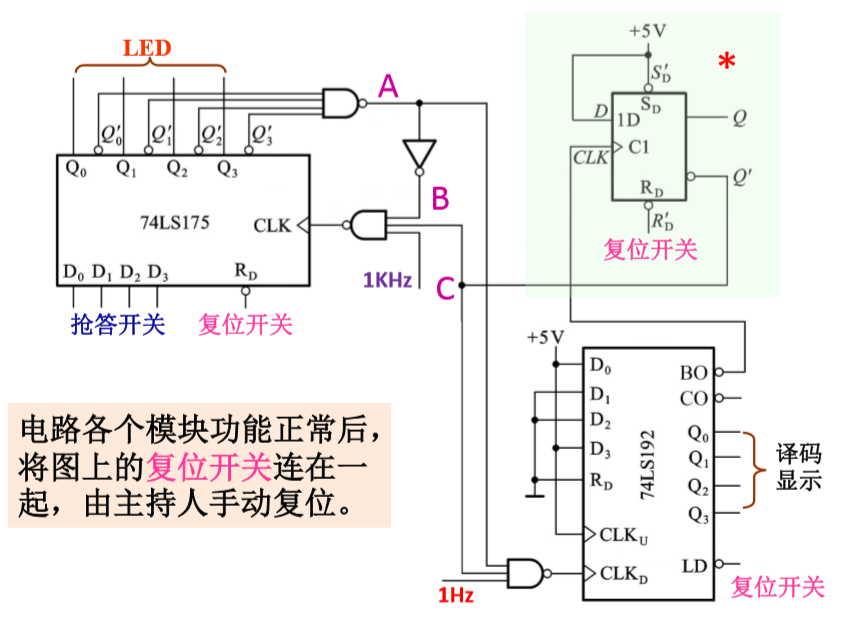 LED
+5V
*
A
S'D
SD
D
1D
Q
CLK
C1
Q'
RD
R'D
复位开关
Q'0
Q'1
Q'2
Q'3
Q0 Q1 Q2 Q3
B
74LS175
CLK
1KHz
C
D0 D1 D2 D3
RD
抢答开关
复位开关
+5V
D0
D1
D2
D3
RD
CLKU
CLKD
74LS192
BO
CO
Q0
Q1
Q2
Q3
LD
译码
显示
复位开关
1Hz
电路各个模块功能正常后，
将图上的复位开关连在一
起，由主持人手动复位。